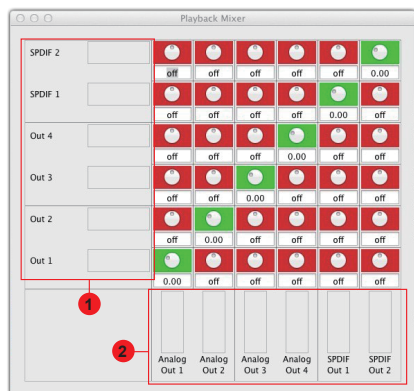 Playback Mixer
SPDIF 2
off off off off off 0.00
SPDIF 1
off off off off 0.00 off
Out 4
off off off 0.00 off off
Out 3
off off 0.00 off off off
Out 2
off 0.00 off off off off
Out 1
0.00 off off off off off
1
2
Analog Analog Analog Analog SPDIF SPDIF
Out 1 Out 2 Out 3 Out 4 Out 1 Out 2